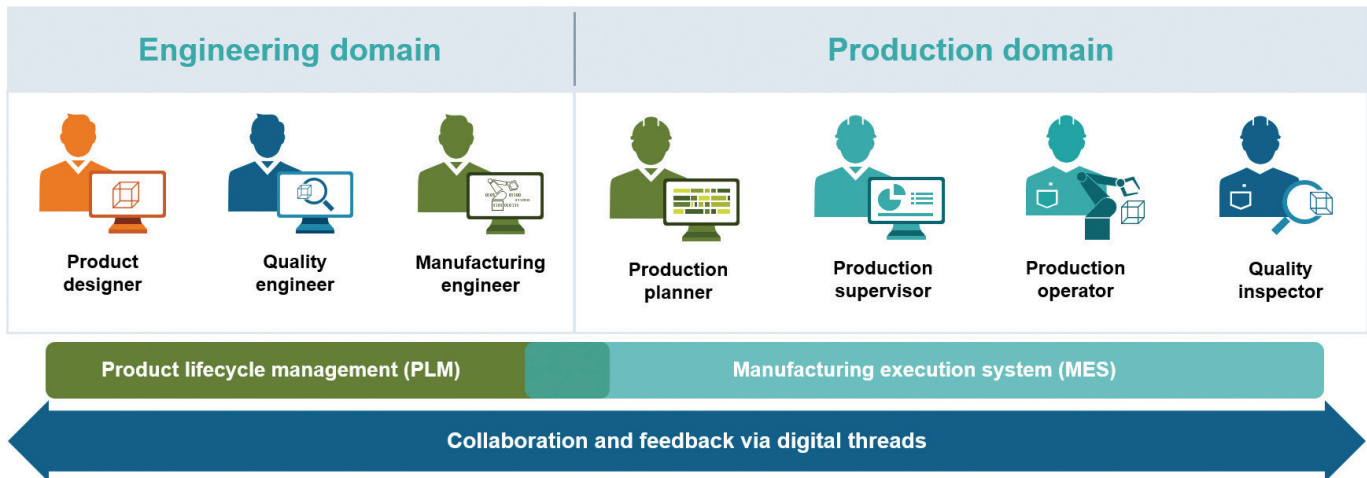 Engineering domain
Production domain
Product
designer
Quality
engineer
Manufacturing
engineer
Production
planner
Production
supervisor
Production
operator
Quality
inspector
Product lifecycle management (PLM)
Manufacturing execution system (MES)
Collaboration and feedback via digital threads